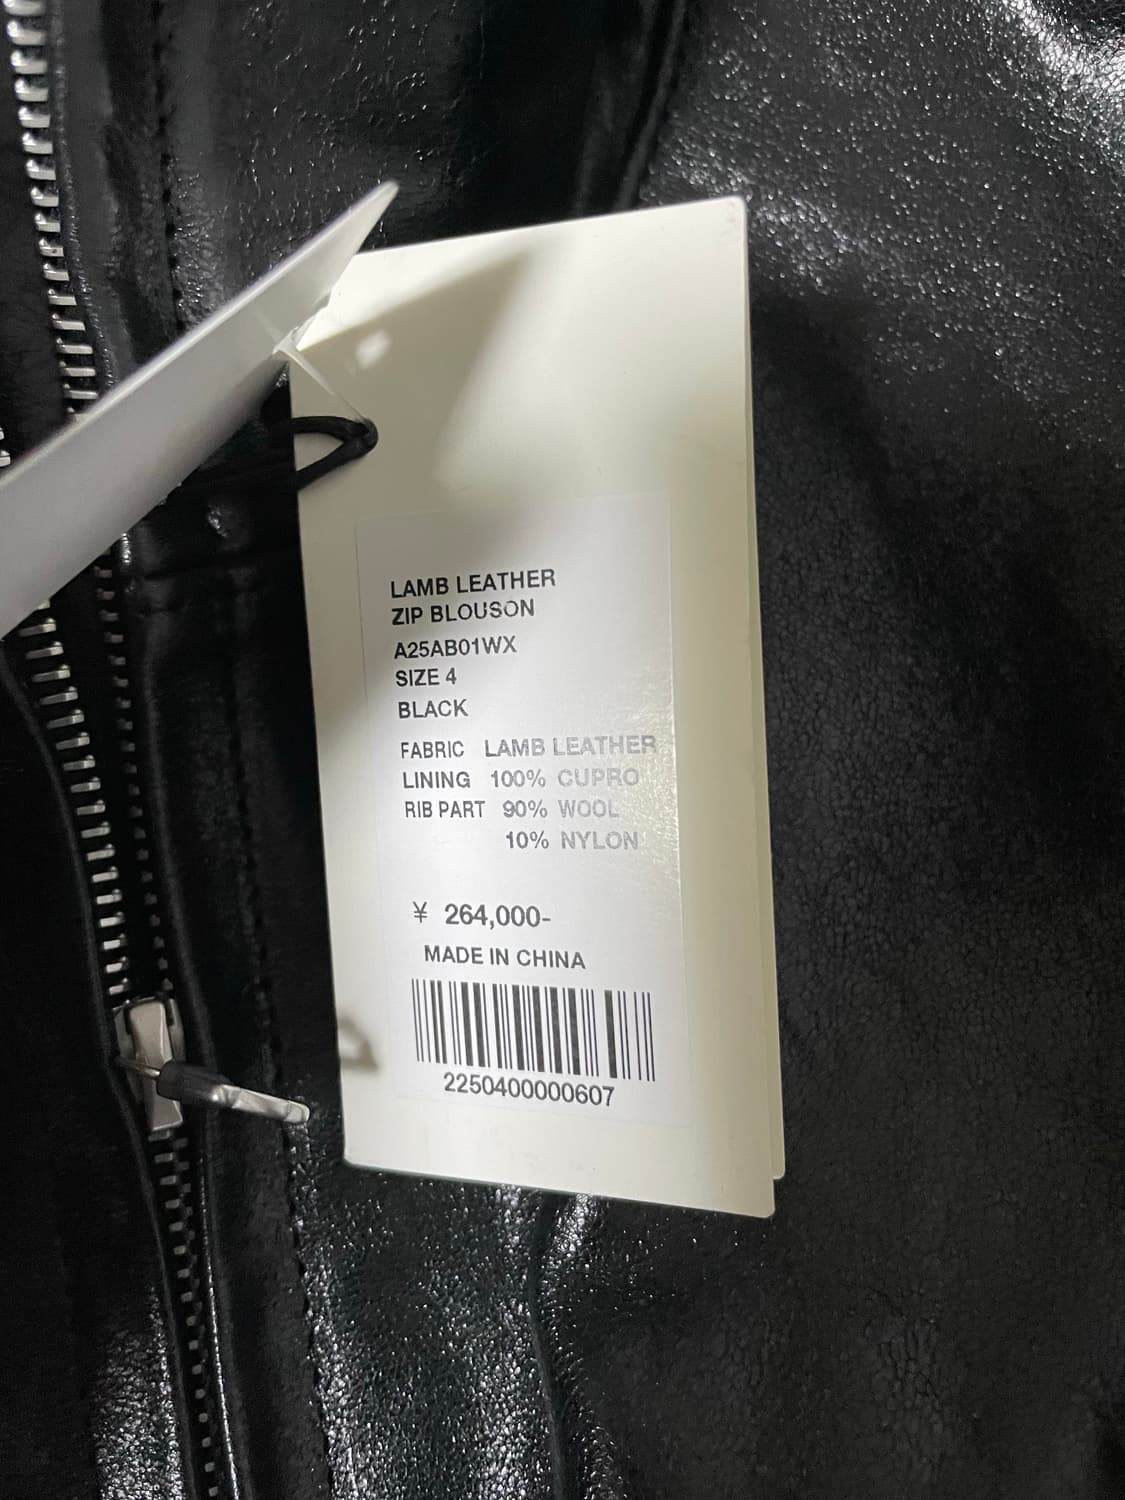 LAMB LEATHER
ZIP BLOUSON
A25AB01WX
SIZE 4
BLACK
FABRIC LAMB LEATHER
LINING 100% CUPRO
RIB PART 90% WOOL
10% NYLON
¥ 264,000-
MADE IN CHINA
2250400000607